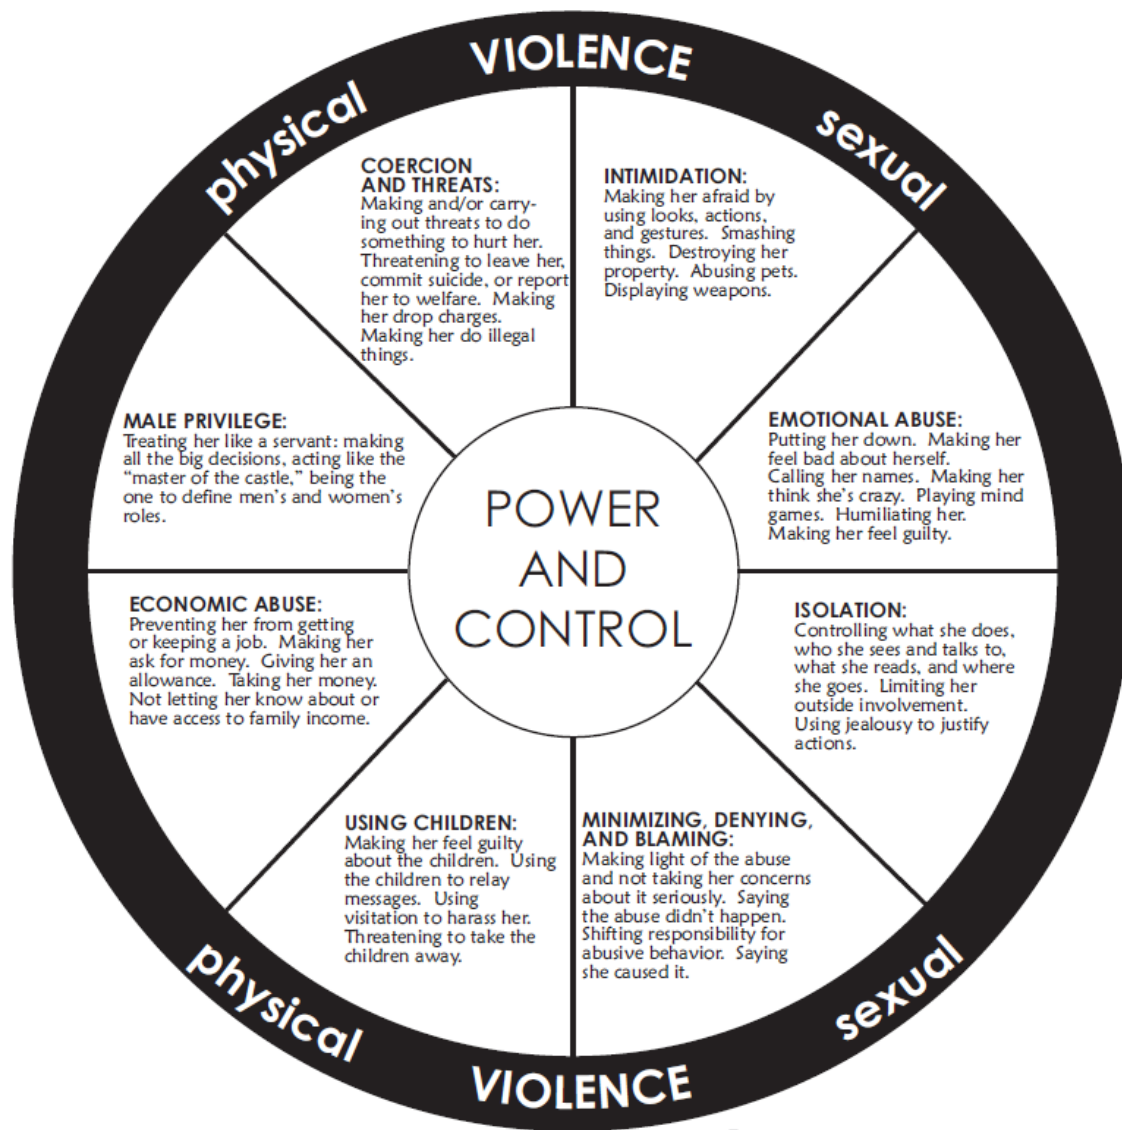 physical VIOLENCE sexual
COERCION
AND THREATS:
Making and/or carry-
ing out threats to do
something to hurt her.
Threatening to leave her,
commit suicide, or report
her to welfare.  Making
her drop charges.
Making her do illegal
things.
INTIMIDATION:
Making her afraid by
using looks, actions,
and gestures.  Smashing
things.  Destroying her
property.  Abusing pets.
Displaying weapons.
MALE PRIVILEGE:
Treating her like a servant: making
all the big decisions, acting like the
“master of the castle,” being the
one to define men’s and women’s
roles.
EMOTIONAL ABUSE:
Putting her down.  Making her
feel bad about herself.
Calling her names.  Making her
think she’s crazy.  Playing mind
games.  Humiliating her.
Making her feel guilty.
POWER
AND
CONTROL
ECONOMIC ABUSE:
Preventing her from getting
or keeping a job.  Making her
ask for money.  Giving her an
allowance.  Taking her money.
Not letting her know about or
have access to family income.
ISOLATION:
Controlling what she does,
who she sees and talks to,
what she reads, and where
she goes.  Limiting her
outside involvement.
Using jealousy to justify
actions.
USING CHILDREN:
Making her feel guilty
about the children.  Using
the children to relay
messages.  Using
visitation to harass her.
Threatening to take the
children away.
MINIMIZING, DENYING,
AND BLAMING:
Making light of the abuse
and not taking her concerns
about it seriously.  Saying
the abuse didn’t happen.
Shifting responsibility for
abusive behavior.  Saying
she caused it.
physical VIOLENCE sexual